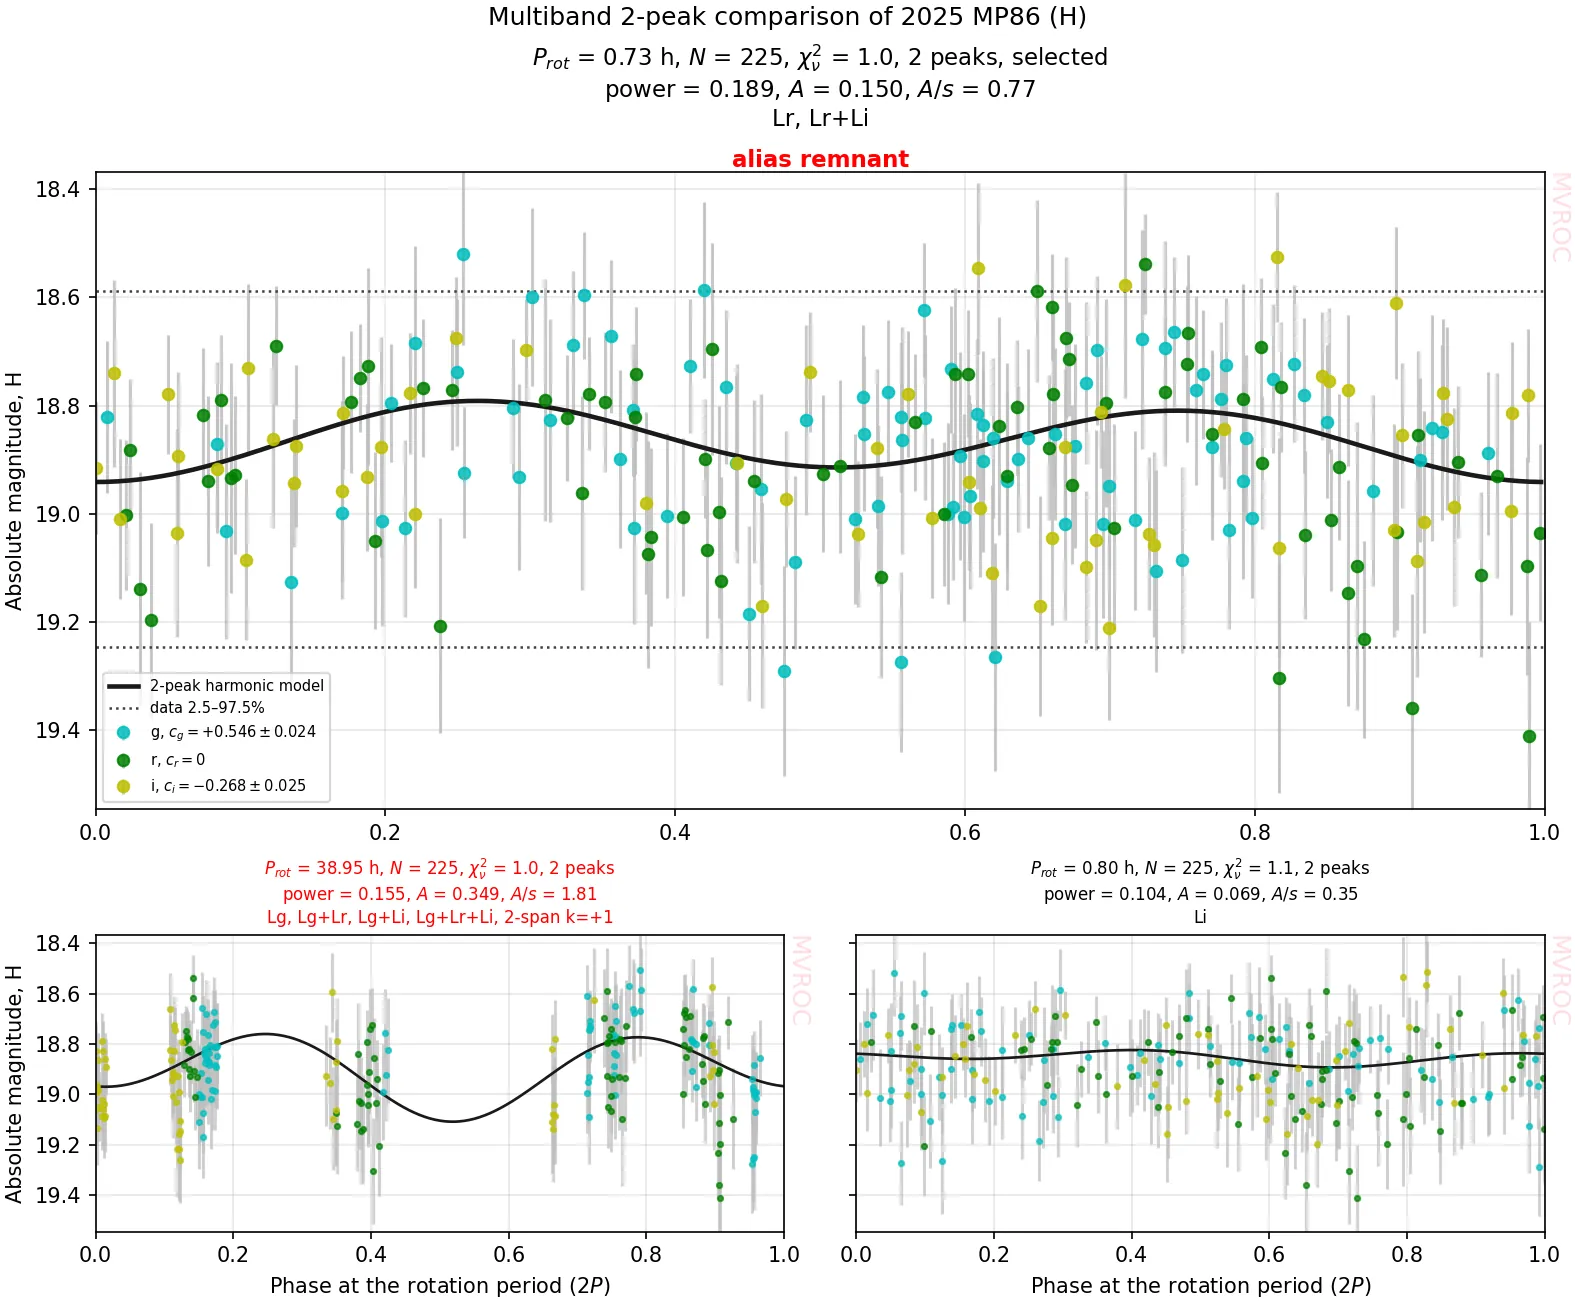 Multiband 2-peak comparison of 2025 MP86 (H)
P_rot = 0.73 h, N = 225, χ²_ν = 1.0, 2 peaks, selected
power = 0.189, A = 0.150, A/s = 0.77
Lr, Lr+Li
alias remnant
MVROC
Absolute magnitude, H
18.4
18.6
18.8
19.0
19.2
19.4
2-peak harmonic model
data 2.5–97.5%
g, c_g = +0.546 ± 0.024
r, c_r = 0
i, c_i = −0.268 ± 0.025
0.0 0.2 0.4 0.6 0.8 1.0
P_rot = 38.95 h, N = 225, χ²_ν = 1.0, 2 peaks
power = 0.155, A = 0.349, A/s = 1.81
Lg, Lg+Lr, Lg+Li, Lg+Lr+Li, 2-span k=+1
MVROC
Absolute magnitude, H
18.4
18.6
18.8
19.0
19.2
19.4
0.0 0.2 0.4 0.6 0.8 1.0
Phase at the rotation period (2P)
P_rot = 0.80 h, N = 225, χ²_ν = 1.1, 2 peaks
power = 0.104, A = 0.069, A/s = 0.35
Li
MVROC
0.0 0.2 0.4 0.6 0.8 1.0
Phase at the rotation period (2P)